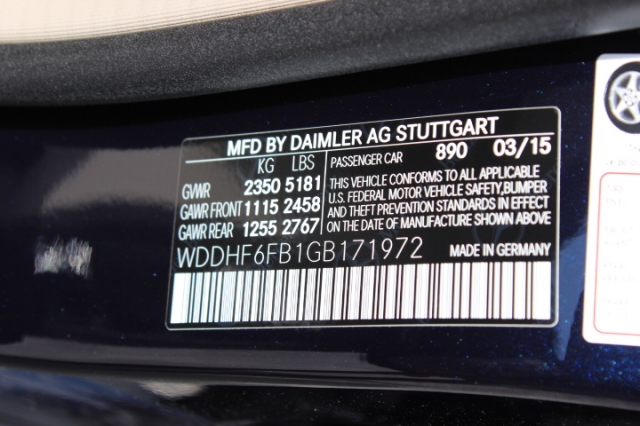 MFD BY DAIMLER AG STUTTGART
KG LBS
GVWR 2350 5181
GAWR FRONT 1115 2458
GAWR REAR 1255 2767
PASSENGER CAR 890 03/15
THIS VEHICLE CONFORMS TO ALL APPLICABLE
U.S. FEDERAL MOTOR VEHICLE SAFETY,BUMPER
AND THEFT PREVENTION STANDARDS IN EFFECT
ON THE DATE OF MANUFACTURE SHOWN ABOVE
WDDHF6FB1GB171972 MADE IN GERMANY